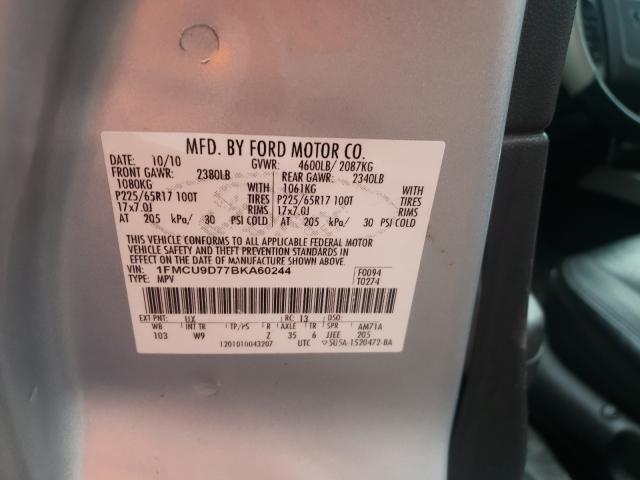 MFD. BY FORD MOTOR CO.
DATE: 10/10 GVWR: 4600LB/ 2087KG
FRONT GAWR: 2380LB REAR GAWR: 2340LB
1080KG WITH 1061KG WITH
P225/65R17 100T TIRES P225/65R17 100T TIRES
17x7.0J RIMS 17x7.0J RIMS
AT 205 kPa/ 30 PSI COLD AT 205 kPa/ 30 PSI COLD
THIS VEHICLE CONFORMS TO ALL APPLICABLE FEDERAL MOTOR
VEHICLE SAFETY AND THEFT PREVENTION STANDARDS IN
EFFECT ON THE DATE OF MANUFACTURE SHOWN ABOVE.
VIN: 1FMCU9D77BKA60244 F0094
TYPE: MPV T0274
EXT PNT: UX RC: 13 DSO:
WB INT TR TP/PS R AXLE TR SPR AM71A
103 W9 Z 35 6 JJEE 205
1201010043207 UTC 5U5A-1520472-BA